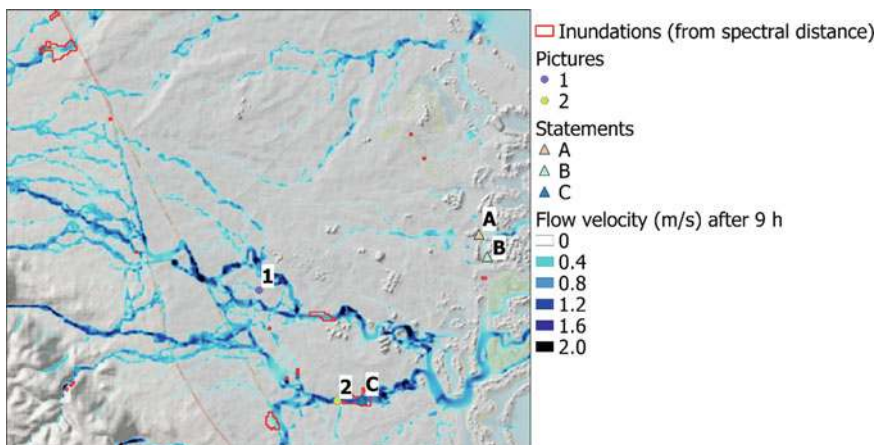 Inundations (from spectral distance)
Pictures
1
2
Statements
A
B
C
Flow velocity (m/s) after 9 h
0
0.4
0.8
1.2
1.6
2.0
A
B
1
2 C